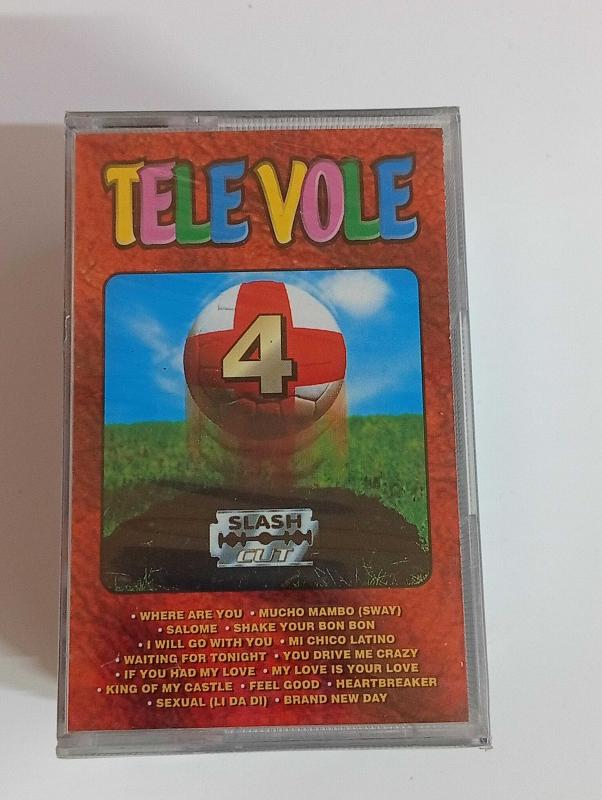 TELE VOLE
4
SLASH
CUT
• WHERE ARE YOU • MUCHO MAMBO (SWAY)
• SALOME • SHAKE YOUR BON BON
• I WILL GO WITH YOU • MI CHICO LATINO
• WAITING FOR TONIGHT • YOU DRIVE ME CRAZY
• IF YOU HAD MY LOVE • MY LOVE IS YOUR LOVE
• KING OF MY CASTLE • FEEL GOOD • HEARTBREAKER
• SEXUAL (LI DA DI) • BRAND NEW DAY